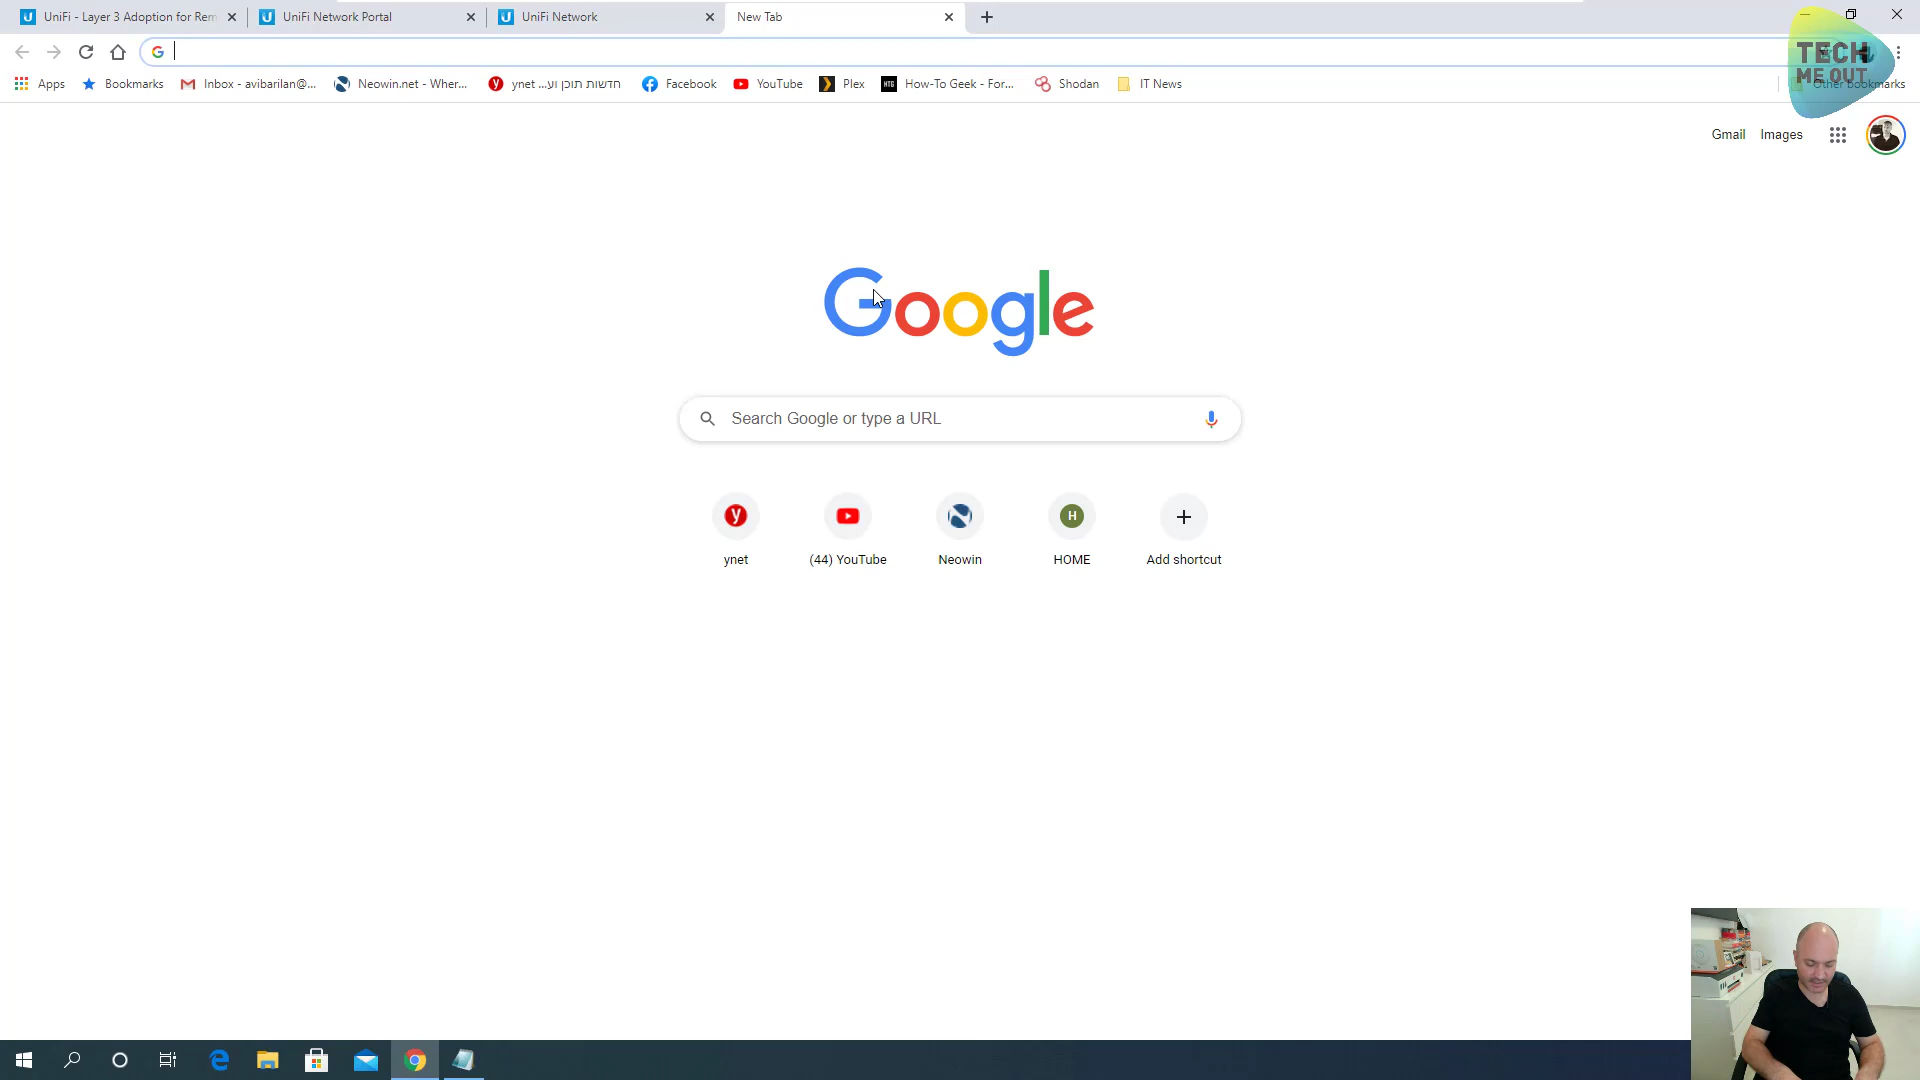 UniFi - Layer 3 Adoption for Rem
UniFi Network Portal
UniFi Network
New Tab
Apps
Bookmarks
Inbox - avibarilan@...
Neowin.net - Wher...
ynet חדשות תוכן וע...
Facebook
YouTube
Plex
HTG
How-To Geek - For...
Shodan
IT News
Other bookmarks
TECH
ME OUT
Gmail
Images
Google
Search Google or type a URL
ynet
(44) YouTube
Neowin
H
HOME
Add shortcut